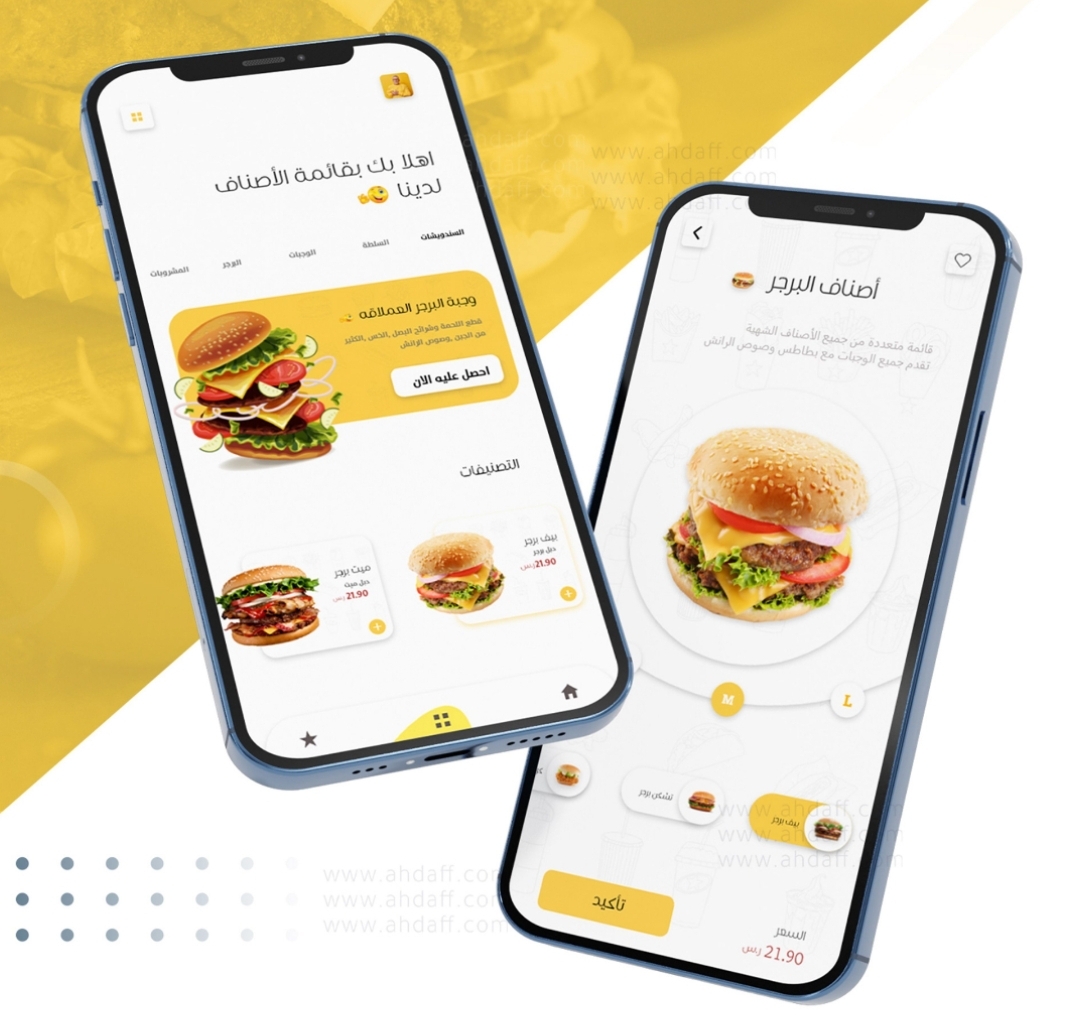 اهلا بك بقائمة الأصناف
لدينا
السندويشات
السلطة
الوجبات
البرجر
المشروبات
وجبة البرجر العملاقه
قطع اللحمة وشرائح البصل ,الخس ,الكثير
من الجبن ,وصوص الرانش
احصل عليه الان
التصنيفات
بيف برجر
دبل برجر
21.90 ر.س
ميت برجر
دبل ميت
21.90 ر.س
أصناف البرجر
قائمة متعددة من جميع الأصناف الشهية
تقدم جميع الوجبات مع بطاطس وصوص الرانش
M
L
بيف برجر
تشكن برجر
تأكيد
السعر
21.90 ر.س
www.ahdaff.com
www.ahdaff.com
www.ahdaff.com
www.ahdaff.com
www.ahdaff.com
www.ahdaff.com
www.ahdaff.com
www.ahdaff.com
www.ahdaff.com